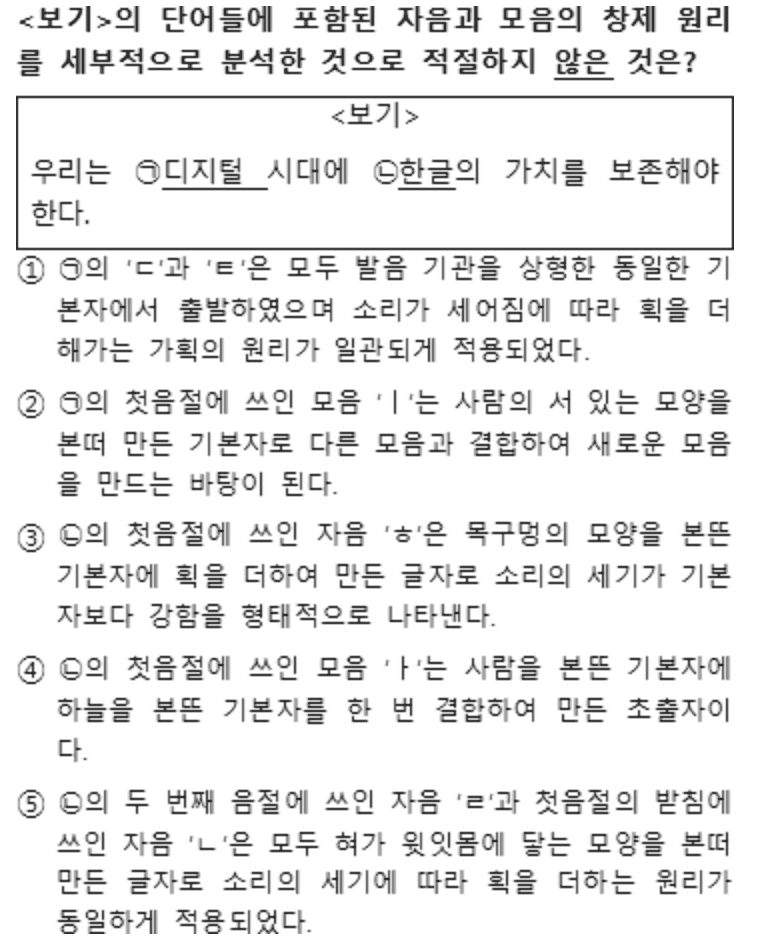 <보기>의 단어들에 포함된 자음과 모음의 창제 원리
를 세부적으로 분석한 것으로 적절하지 않은 것은?
<보기>
우리는 ㉠디지털 시대에 ㉡한글의 가치를 보존해야
한다.
① ㉠의 'ㄷ'과 'ㅌ'은 모두 발음 기관을 상형한 동일한 기
본자에서 출발하였으며 소리가 세어짐에 따라 획을 더
해가는 가획의 원리가 일관되게 적용되었다.
② ㉠의 첫음절에 쓰인 모음 'ㅣ'는 사람의 서 있는 모양을
본떠 만든 기본자로 다른 모음과 결합하여 새로운 모음
을 만드는 바탕이 된다.
③ ㉡의 첫음절에 쓰인 자음 'ㅎ'은 목구멍의 모양을 본뜬
기본자에 획을 더하여 만든 글자로 소리의 세기가 기본
자보다 강함을 형태적으로 나타낸다.
④ ㉡의 첫음절에 쓰인 모음 'ㅏ'는 사람을 본뜬 기본자에
하늘을 본뜬 기본자를 한 번 결합하여 만든 초출자이
다.
⑤ ㉡의 두 번째 음절에 쓰인 자음 'ㄹ'과 첫음절의 받침에
쓰인 자음 'ㄴ'은 모두 혀가 윗잇몸에 닿는 모양을 본떠
만든 글자로 소리의 세기에 따라 획을 더하는 원리가
동일하게 적용되었다.